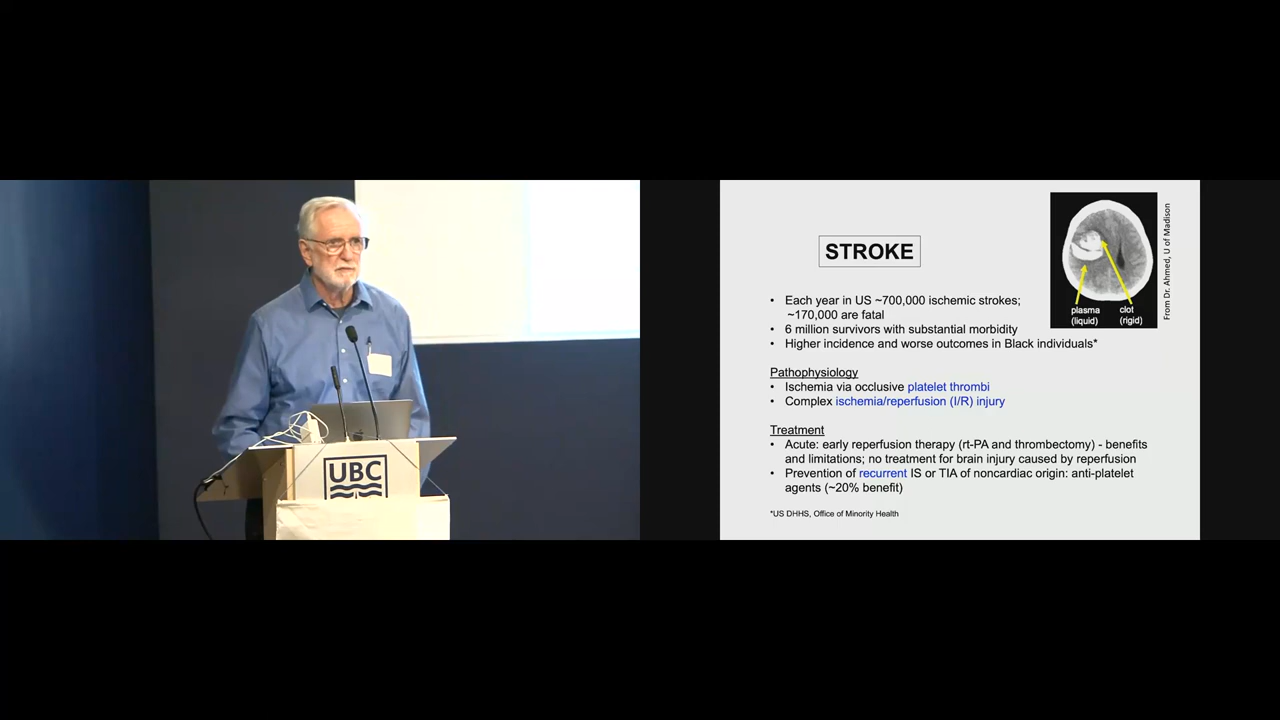 UBC
STROKE
plasma
(liquid)
clot
(rigid)
From Dr. Ahmed, U of Madison
• Each year in US ~700,000 ischemic strokes;
~170,000 are fatal
• 6 million survivors with substantial morbidity
• Higher incidence and worse outcomes in Black individuals*
Pathophysiology
• Ischemia via occlusive platelet thrombi
• Complex ischemia/reperfusion (I/R) injury
Treatment
• Acute: early reperfusion therapy (rt-PA and thrombectomy) - benefits
and limitations; no treatment for brain injury caused by reperfusion
• Prevention of recurrent IS or TIA of noncardiac origin: anti-platelet
agents (~20% benefit)
*US DHHS, Office of Minority Health